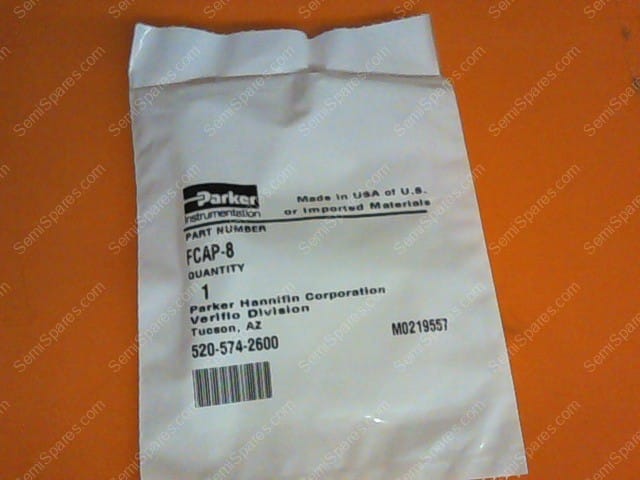 Parker
Instrumentation
Made in USA of U.S.
or Imported Materials
PART NUMBER
FCAP-8
QUANTITY
1
Parker Hannifin Corporation
Veriflo Division
Tucson, AZ
520-574-2600
M0219557
SemiSpares.com